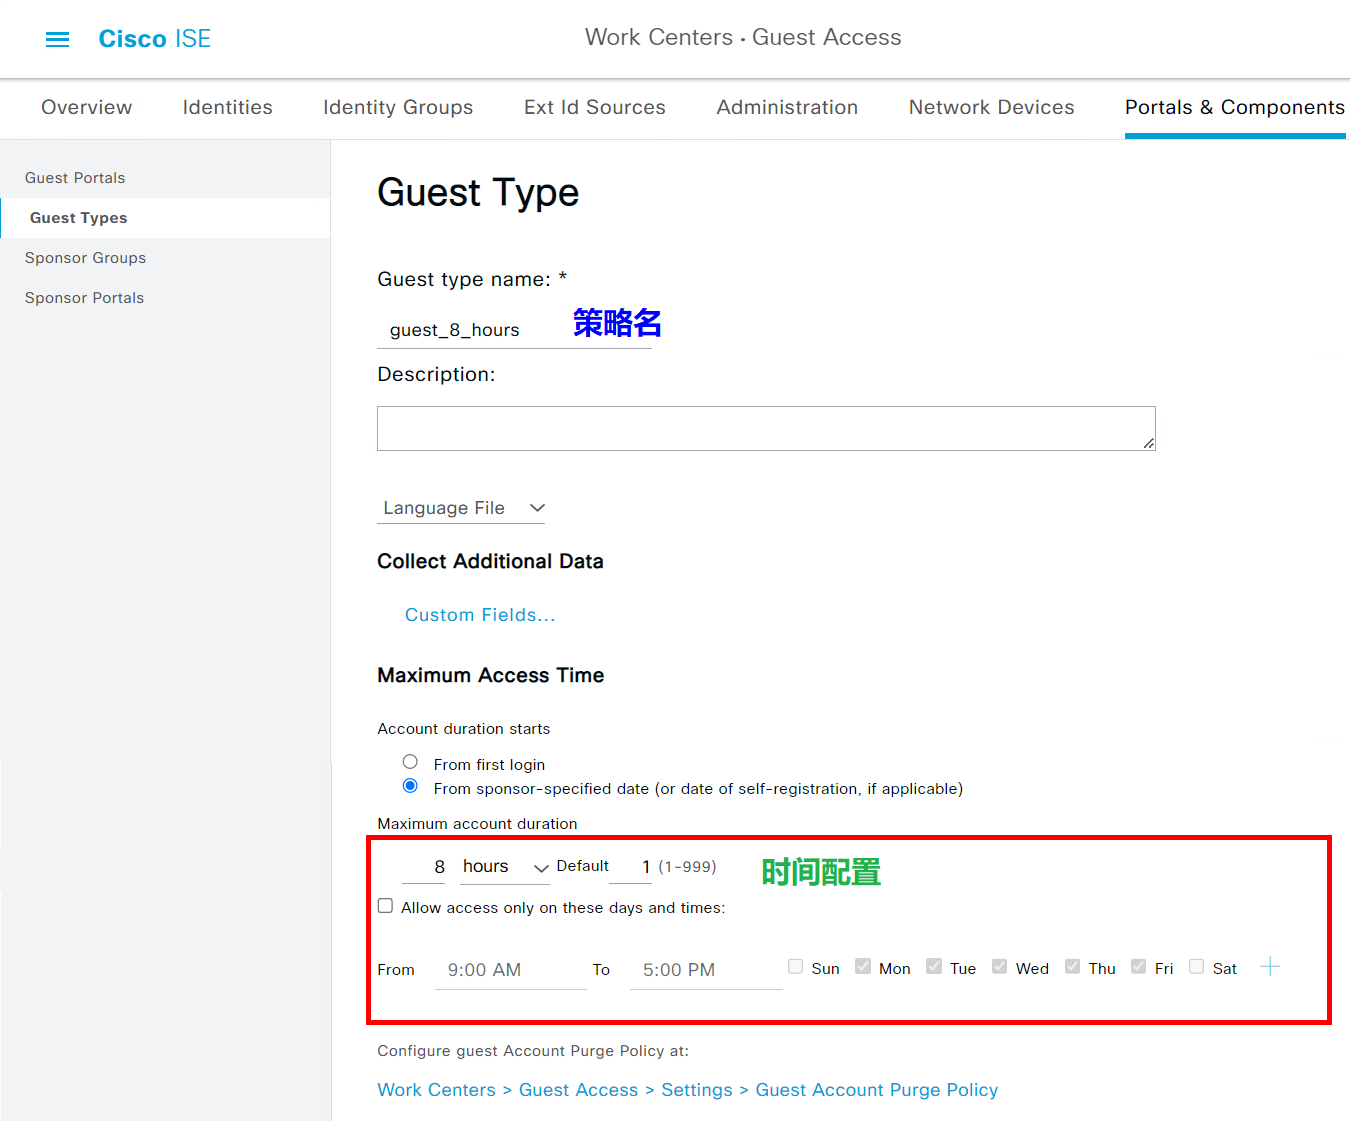 Cisco ISE
Work Centers · Guest Access
Overview Identities Identity Groups Ext Id Sources Administration Network Devices Portals & Components
Guest Portals
Guest Types
Sponsor Groups
Sponsor Portals
Guest Type
Guest type name: *
guest_8_hours 策略名
Description:
Language File
Collect Additional Data
Custom Fields...
Maximum Access Time
Account duration starts
From first login
From sponsor-specified date (or date of self-registration, if applicable)
Maximum account duration
8 hours Default 1 (1-999) 时间配置
Allow access only on these days and times:
From 9:00 AM To 5:00 PM Sun Mon Tue Wed Thu Fri Sat
Configure guest Account Purge Policy at:
Work Centers > Guest Access > Settings > Guest Account Purge Policy